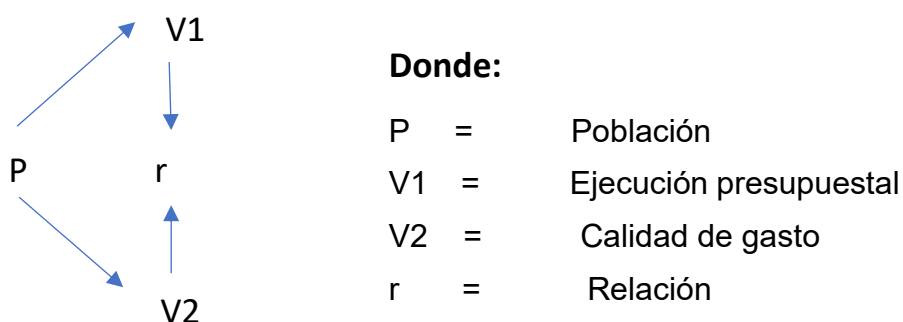 V1
P r
V2
Donde:
P = Población
V1 = Ejecución presupuestal
V2 = Calidad de gasto
r = Relación